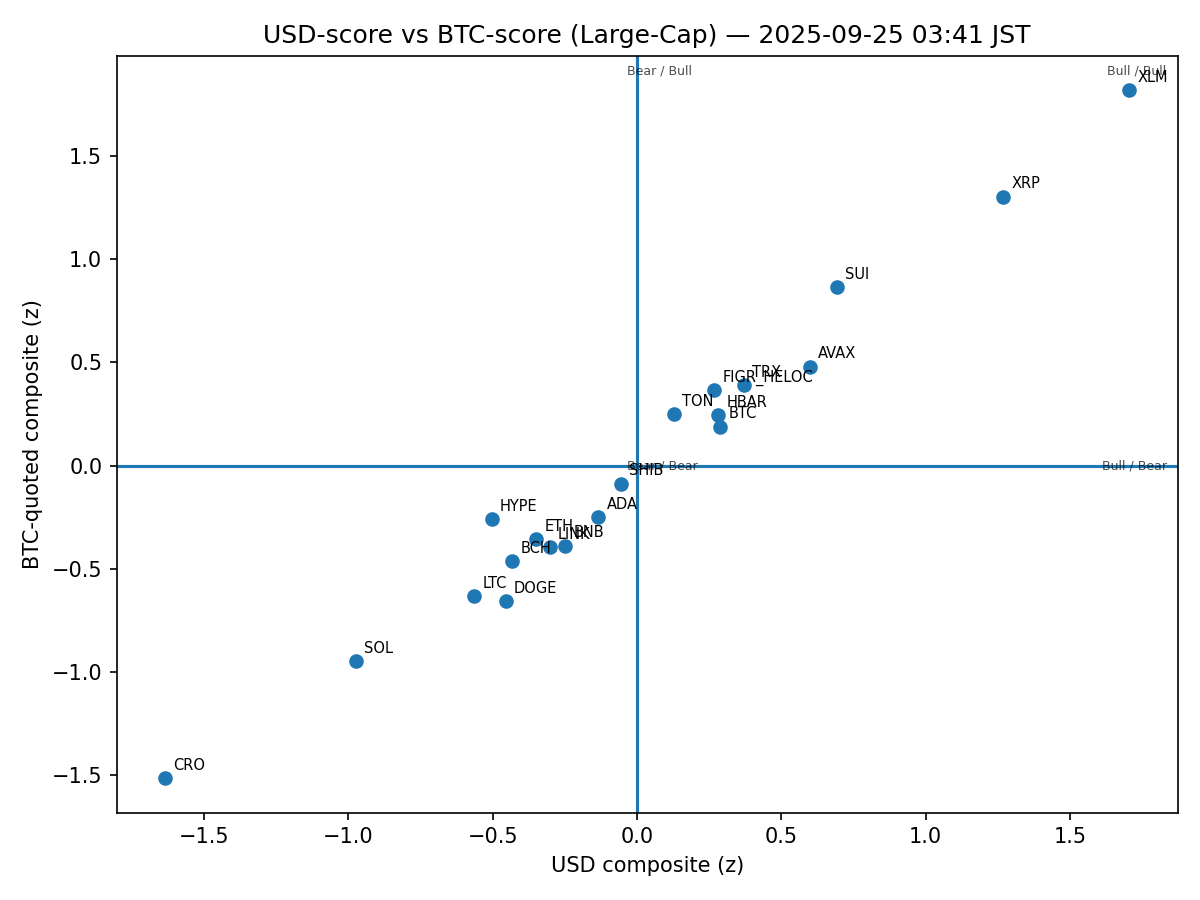 USD-score vs BTC-score (Large-Cap) — 2025-09-25 03:41 JST
Bear / Bull
Bull / Bull
XLM
1.5
XRP
1.0
SUI
0.5
AVAX
TRX
FIGR_HELOC
TON
HBAR
BTC
0.0
Bear / Bear
Bull / Bear
SHIB
HYPE
ADA
ETH
LINK
BNB
BCH
−0.5
LTC
DOGE
SOL
−1.0
CRO
−1.5
−1.5 −1.0 −0.5 0.0 0.5 1.0 1.5
USD composite (z)
BTC-quoted composite (z)